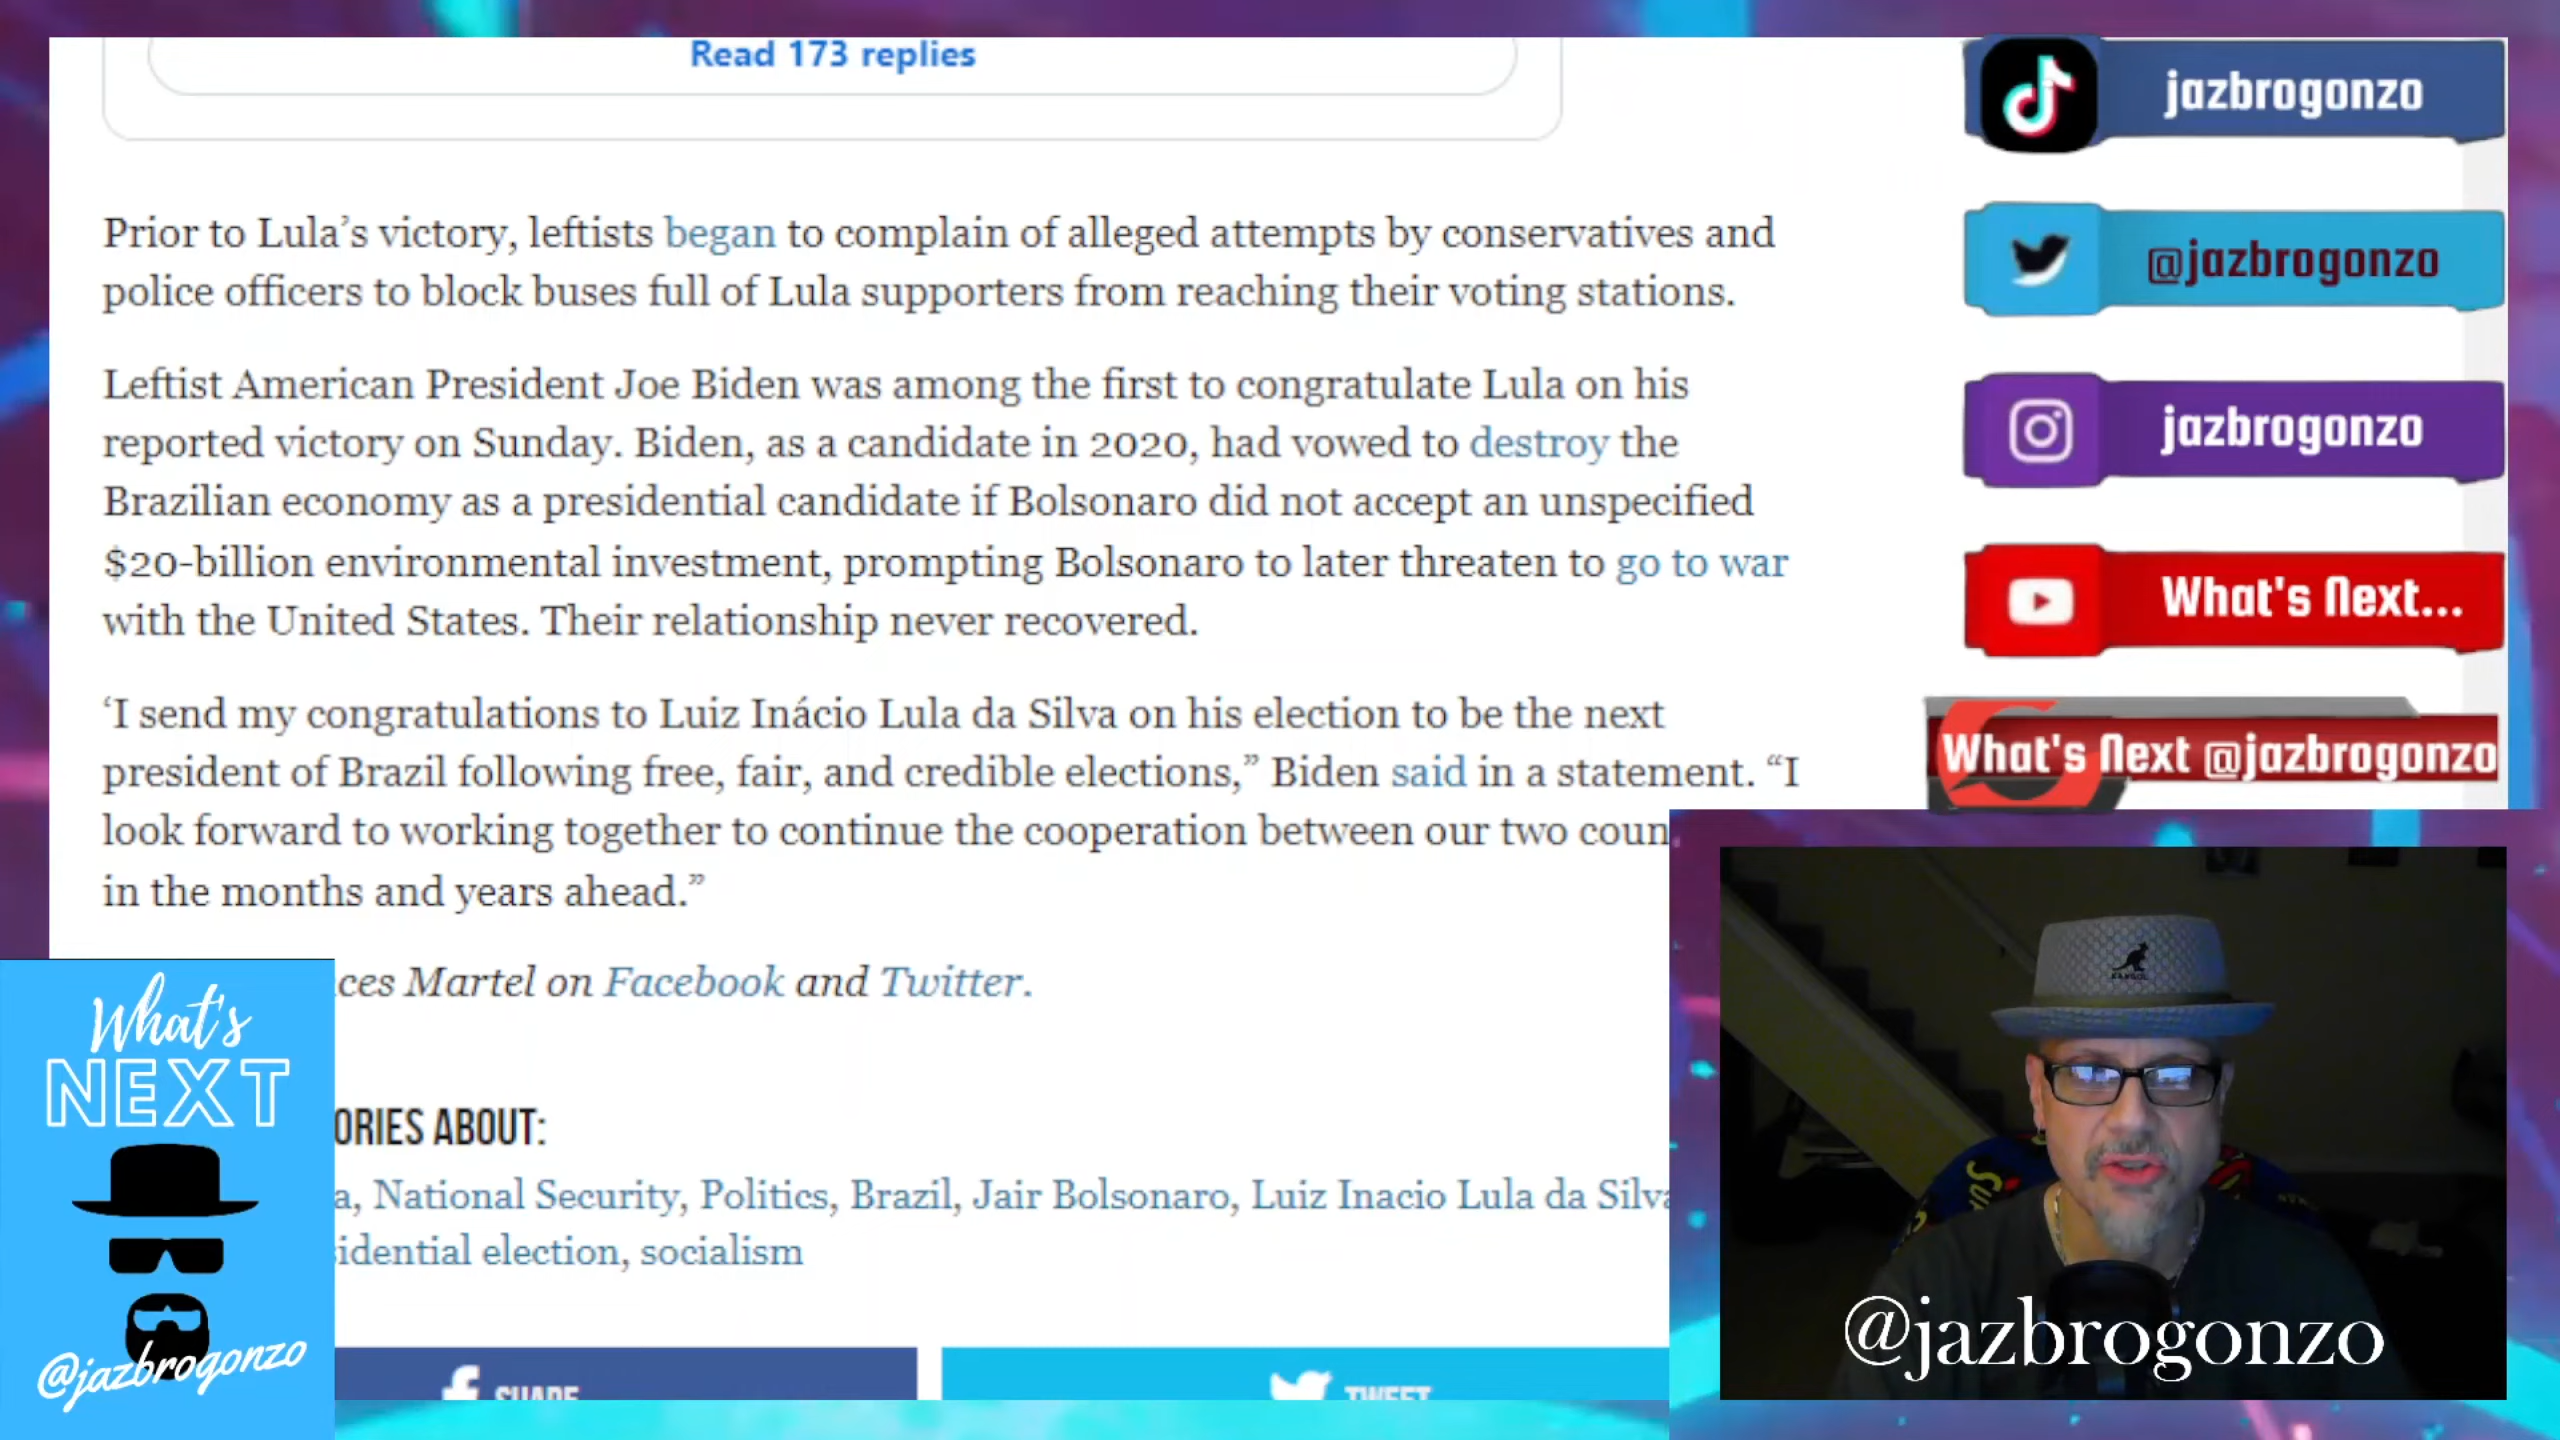 Read 173 replies
Prior to Lula’s victory, leftists began to complain of alleged attempts by conservatives and
police officers to block buses full of Lula supporters from reaching their voting stations.
Leftist American President Joe Biden was among the first to congratulate Lula on his
reported victory on Sunday. Biden, as a candidate in 2020, had vowed to destroy the
Brazilian economy as a presidential candidate if Bolsonaro did not accept an unspecified
$20-billion environmental investment, prompting Bolsonaro to later threaten to go to war
with the United States. Their relationship never recovered.
‘I send my congratulations to Luiz Inácio Lula da Silva on his election to be the next
president of Brazil following free, fair, and credible elections,” Biden said in a statement. “I
look forward to working together to continue the cooperation between our two coun
in the months and years ahead.”
ces Martel on Facebook and Twitter.
ORIES ABOUT:
a, National Security, Politics, Brazil, Jair Bolsonaro, Luiz Inacio Lula da Silva
sidential election, socialism
SHARE
TWEET
jazbrogonzo
@jazbrogonzo
jazbrogonzo
What's Next...
What's Next @jazbrogonzo
What's
NEXT
@jazbrogonzo
KANGOL
@jazbrogonzo